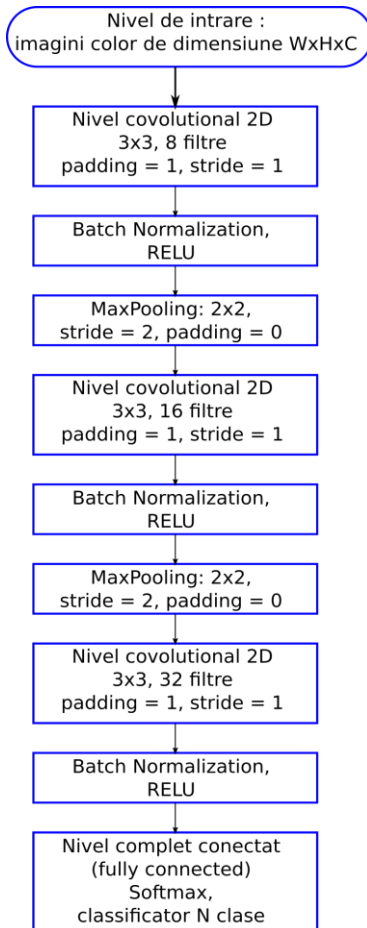 Nivel de intrare :
imagini color de dimensiune WxHxC
Nivel covolutional 2D
3x3, 8 filtre
padding = 1, stride = 1
Batch Normalization,
RELU
MaxPooling: 2x2,
stride = 2, padding = 0
Nivel covolutional 2D
3x3, 16 filtre
padding = 1, stride = 1
Batch Normalization,
RELU
MaxPooling: 2x2,
stride = 2, padding = 0
Nivel covolutional 2D
3x3, 32 filtre
padding = 1, stride = 1
Batch Normalization,
RELU
Nivel complet conectat
(fully connected)
Softmax,
classificator N clase